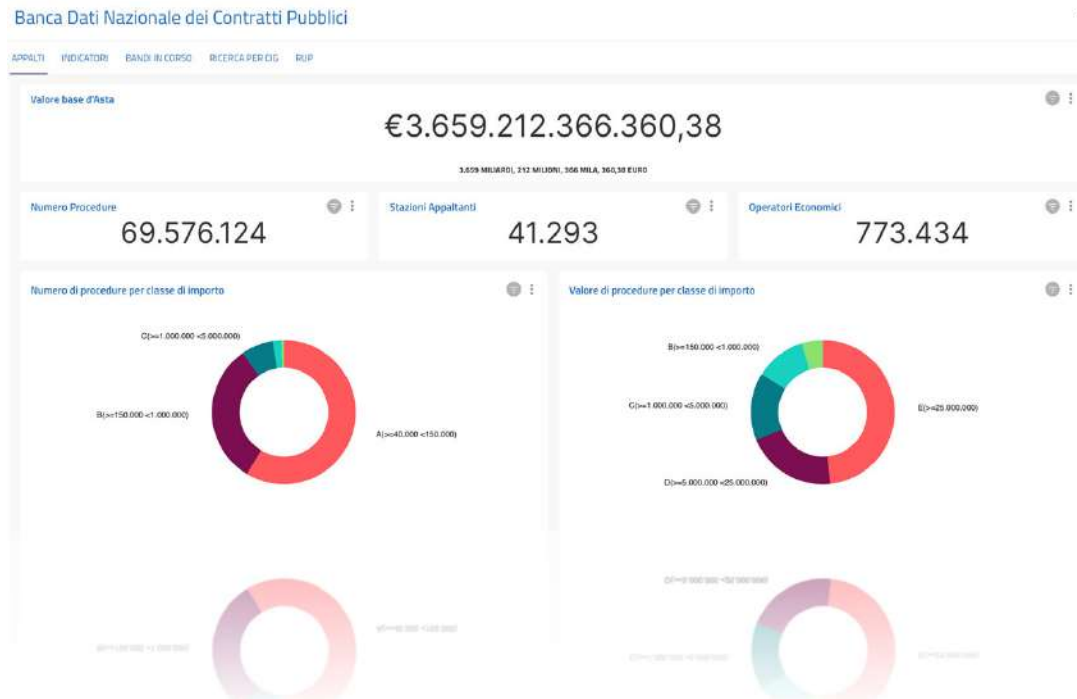 Banca Dati Nazionale dei Contratti Pubblici
APPALTI INDICATORI BANDI IN CORSO RICERCA PER CIG RUP
Valore base d'Asta
€3.659.212.366.360,38
3.659 MILIARDI, 212 MILIONI, 366 MILA, 360,38 EURO
Numero Procedure
69.576.124
Stazioni Appaltanti
41.293
Operatori Economici
773.434
Numero di procedure per classe di importo
C(>=1.000.000 <5.000.000)
B(>=150.000 <1.000.000)
A(>=40.000 <150.000)
Valore di procedure per classe di importo
B(>=150.000 <1.000.000)
C(>=1.000.000 <5.000.000)
E(>=25.000.000)
D(>=5.000.000 <25.000.000)